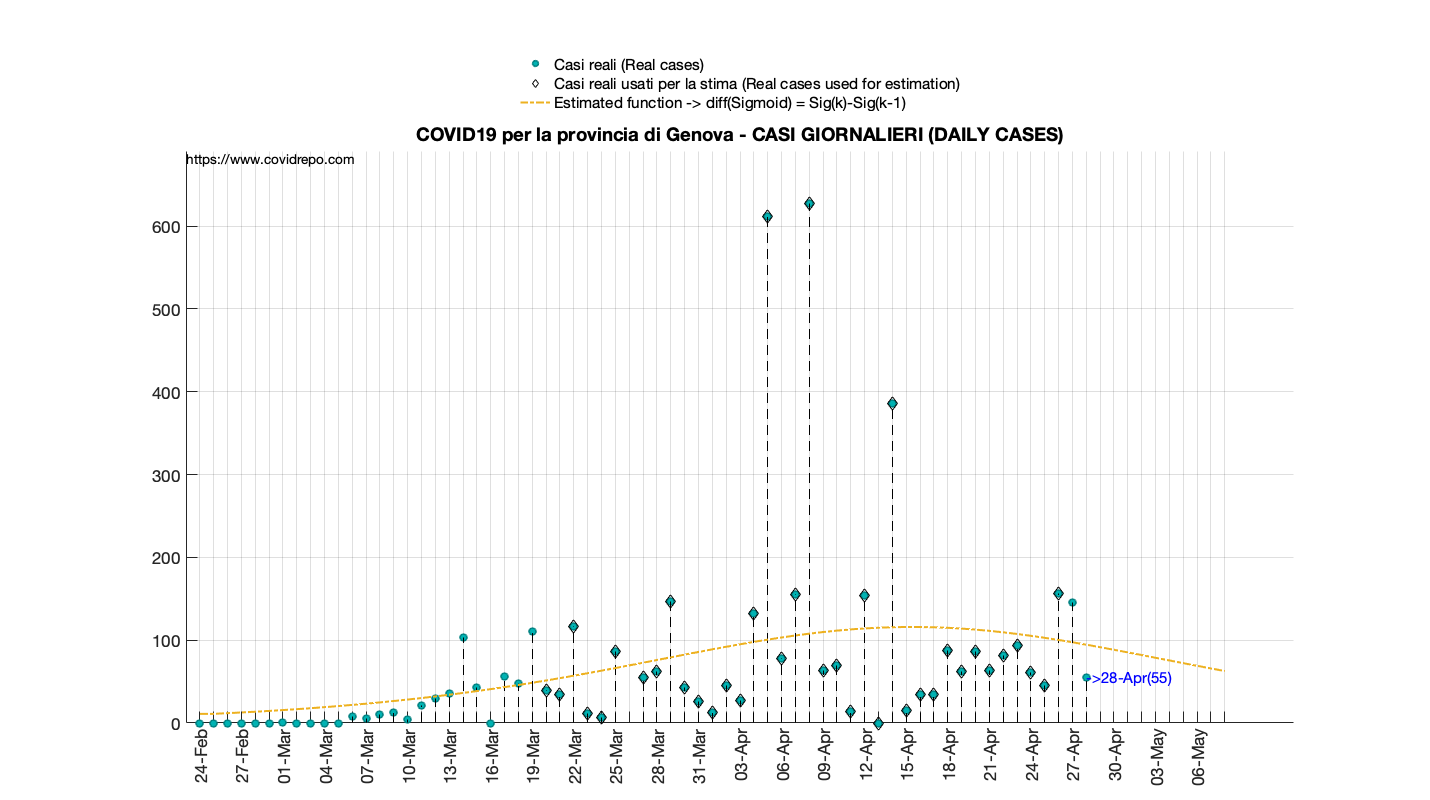 Casi reali (Real cases)
Casi reali usati per la stima (Real cases used for estimation)
Estimated function -> diff(Sigmoid) = Sig(k)-Sig(k-1)
COVID19 per la provincia di Genova - CASI GIORNALIERI (DAILY CASES)
https://www.covidrepo.com
600
500
400
300
200
100
0
>28-Apr(55)
24-Feb
27-Feb
01-Mar
04-Mar
07-Mar
10-Mar
13-Mar
16-Mar
19-Mar
22-Mar
25-Mar
28-Mar
31-Mar
03-Apr
06-Apr
09-Apr
12-Apr
15-Apr
18-Apr
21-Apr
24-Apr
27-Apr
30-Apr
03-May
06-May